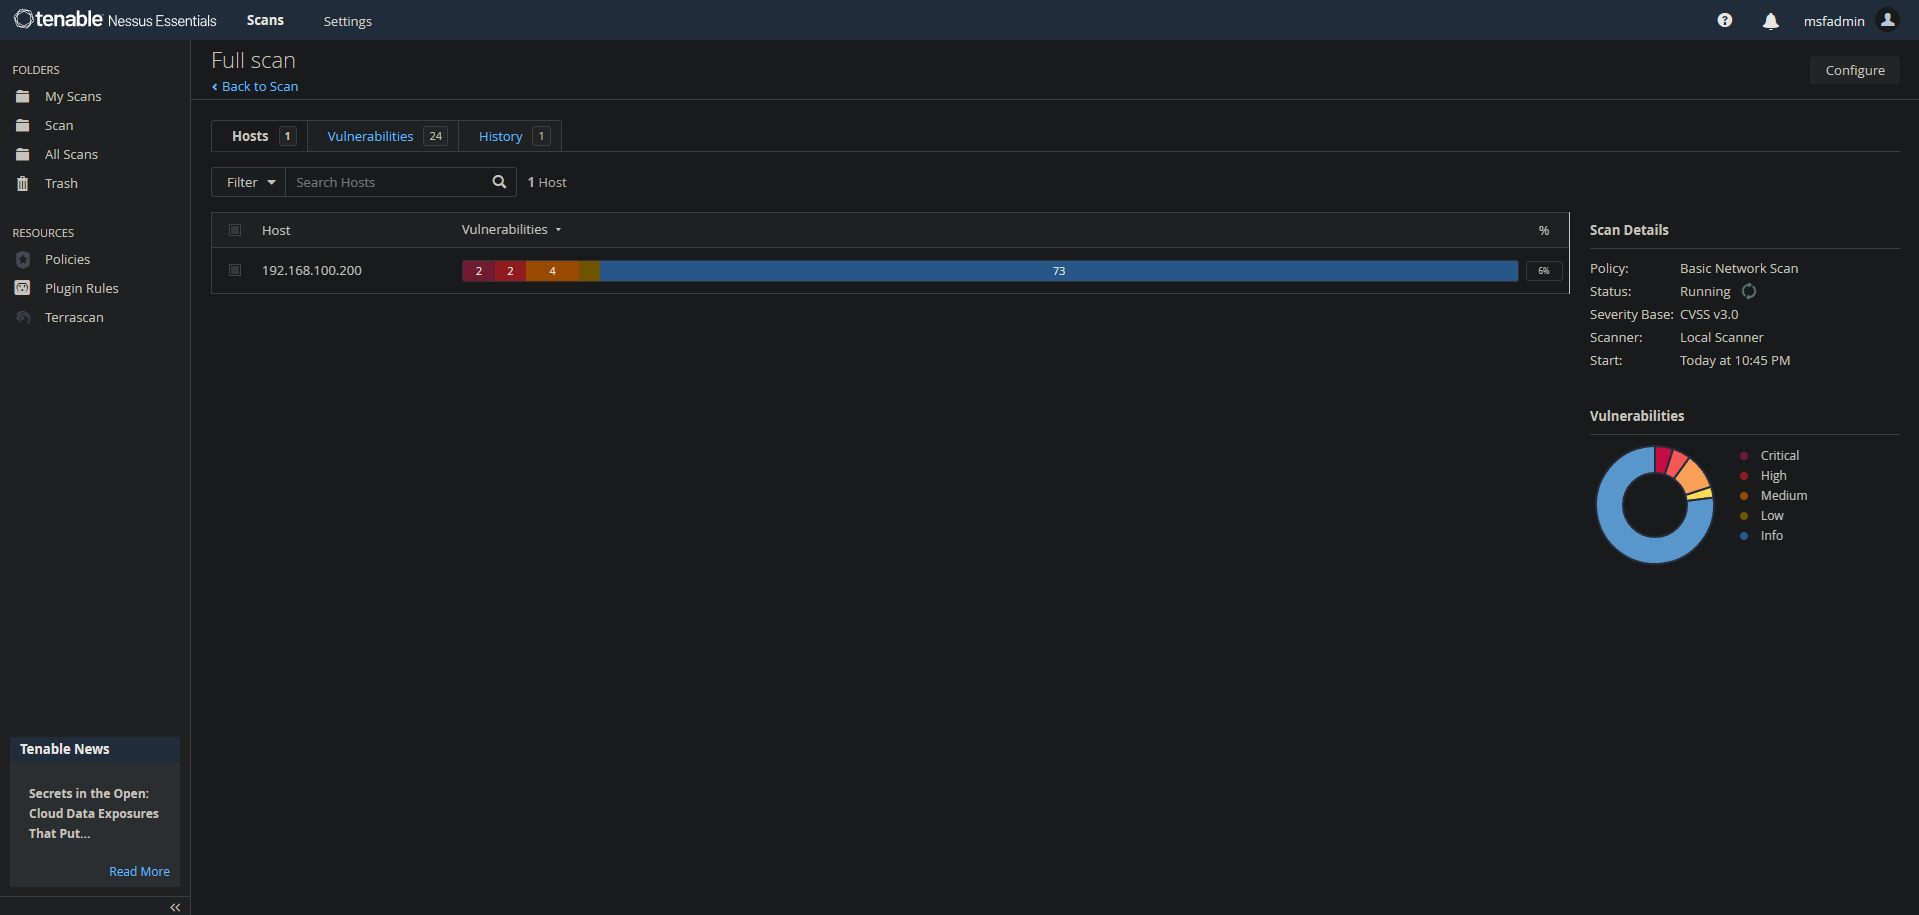 tenable Nessus Essentials Scans Settings msfadmin
FOLDERS
My Scans
Scan
All Scans
Trash
RESOURCES
Policies
Plugin Rules
Terrascan
Tenable News
Secrets in the Open:
Cloud Data Exposures
That Put...
Read More
Full scan
Back to Scan
Configure
Hosts 1 Vulnerabilities 24 History 1
Filter Search Hosts 1 Host
Host Vulnerabilities %
192.168.100.200 2 2 4 73 6%
Scan Details
Policy: Basic Network Scan
Status: Running
Severity Base: CVSS v3.0
Scanner: Local Scanner
Start: Today at 10:45 PM
Vulnerabilities
Critical
High
Medium
Low
Info